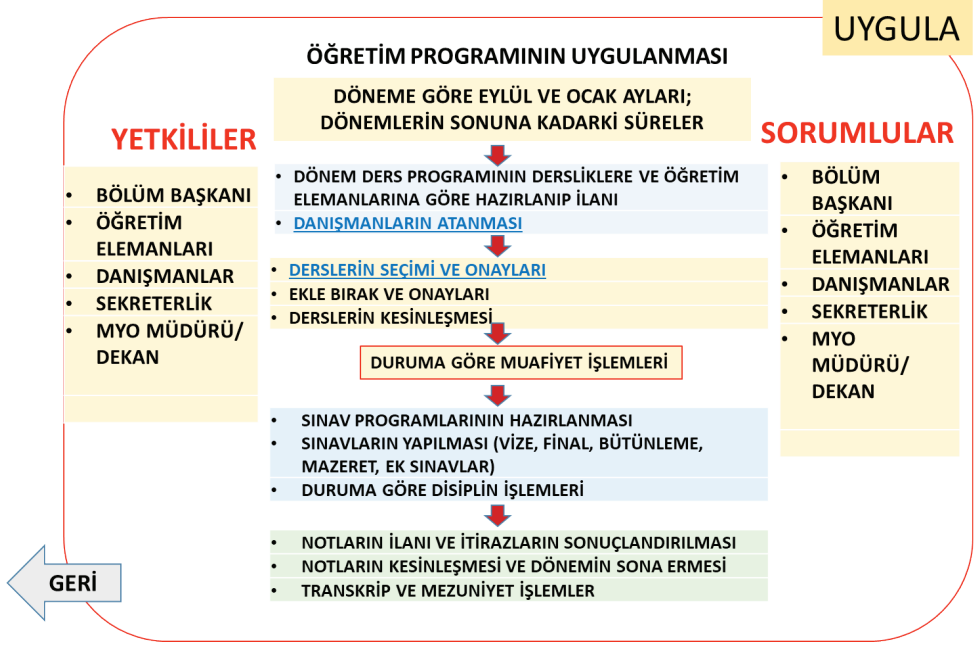 UYGULA
ÖĞRETİM PROGRAMININ UYGULANMASI
DÖNEME GÖRE EYLÜL VE OCAK AYLARI;
DÖNEMLERİN SONUNA KADARKİ SÜRELER
YETKİLİLER
• BÖLÜM BAŞKANI
• ÖĞRETİM
ELEMANLARI
• DANIŞMANLAR
• SEKRETERLİK
• MYO MÜDÜRÜ/
DEKAN
• DÖNEM DERS PROGRAMININ DERSLİKLERE VE ÖĞRETİM
ELEMANLARINA GÖRE HAZIRLANIP İLANI
• DANIŞMANLARIN ATANMASI
• DERSLERİN SEÇİMİ VE ONAYLARI
• EKLE BIRAK VE ONAYLARI
• DERSLERİN KESİNLEŞMESİ
DURUMA GÖRE MUAFİYET İŞLEMLERİ
• SINAV PROGRAMLARININ HAZIRLANMASI
• SINAVLARIN YAPILMASI (VİZE, FİNAL, BÜTÜNLEME,
MAZERET, EK SINAVLAR)
• DURUMA GÖRE DİSİPLİN İŞLEMLERİ
• NOTLARIN İLANI VE İTİRAZLARIN SONUÇLANDIRILMASI
• NOTLARIN KESİNLEŞMESİ VE DÖNEMİN SONA ERMESİ
• TRANSKRİP VE MEZUNİYET İŞLEMLER
SORUMLULAR
• BÖLÜM
BAŞKANI
• ÖĞRETİM
ELEMANLARI
• DANIŞMANLAR
• SEKRETERLİK
• MYO
MÜDÜRÜ/
DEKAN
GERİ